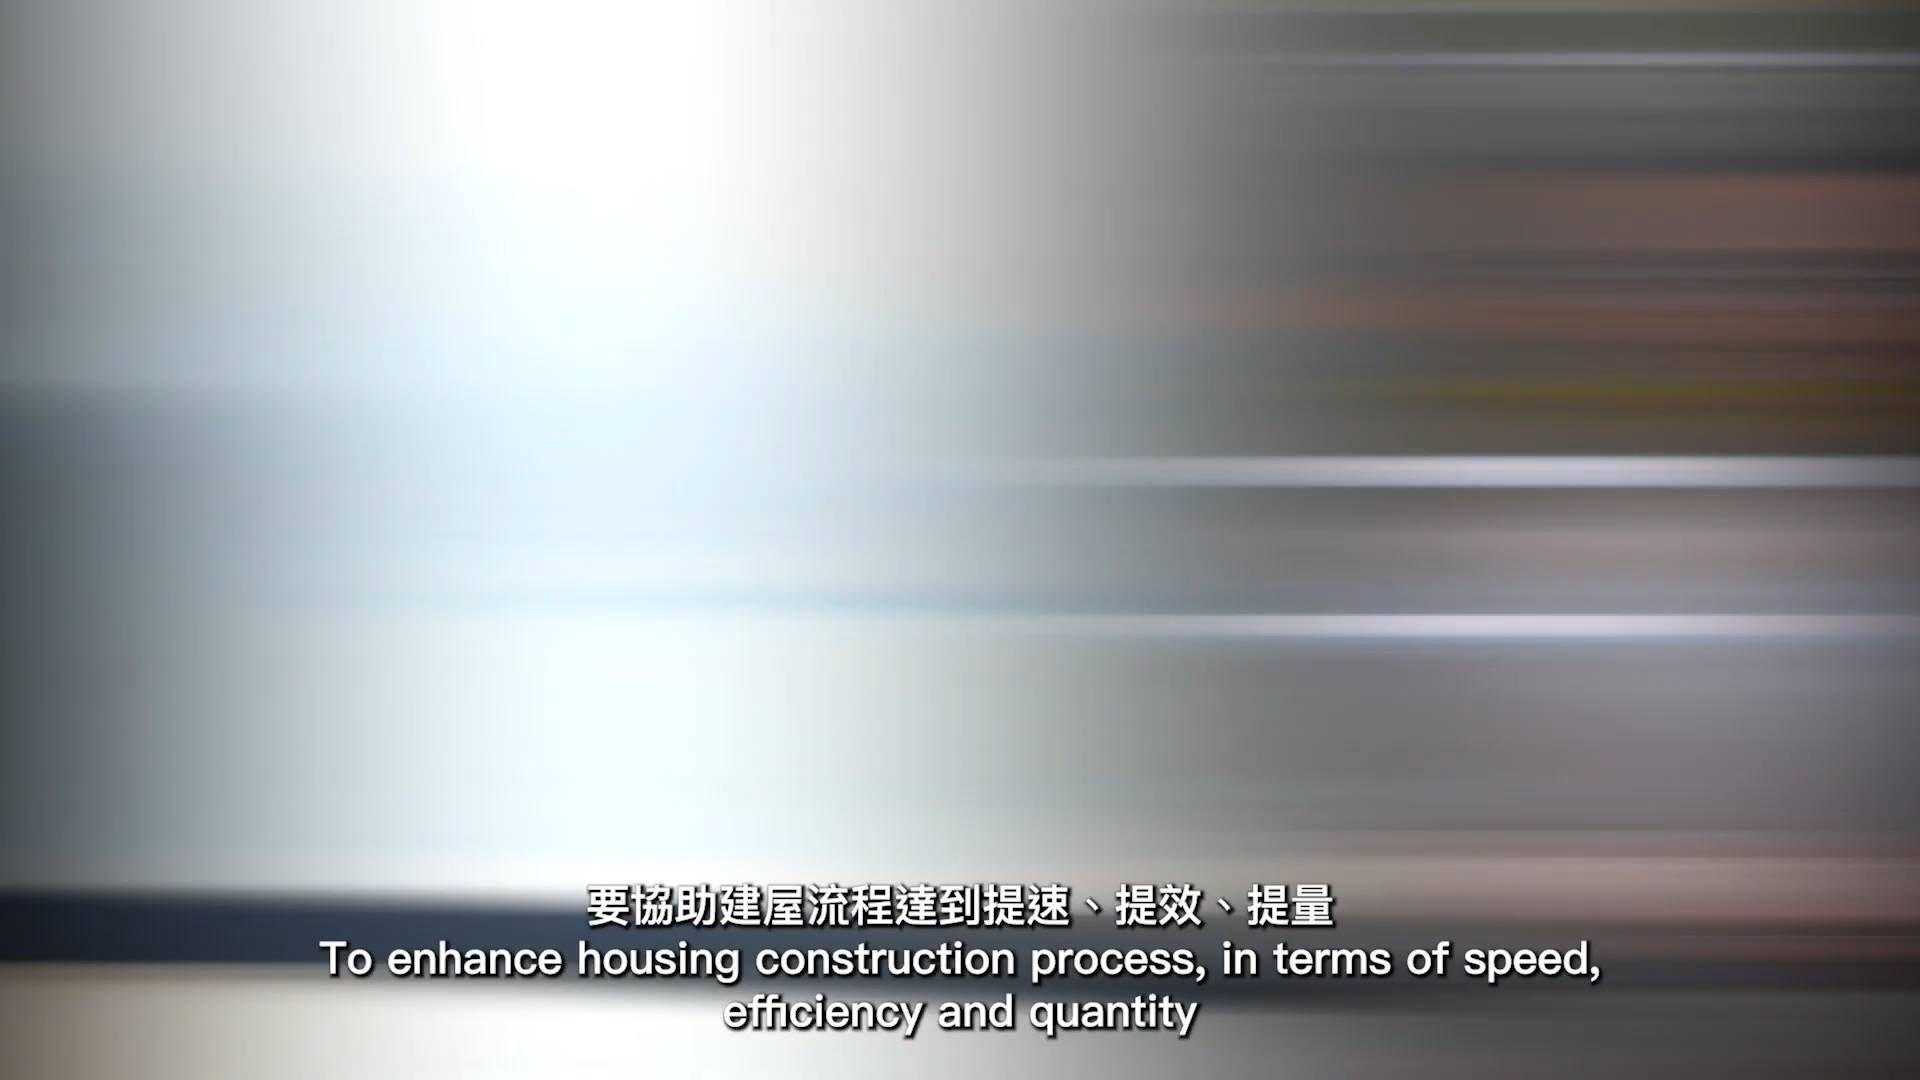 要協助建屋流程達到提速、提效、提量
To enhance housing construction process, in terms of speed,
efficiency and quantity